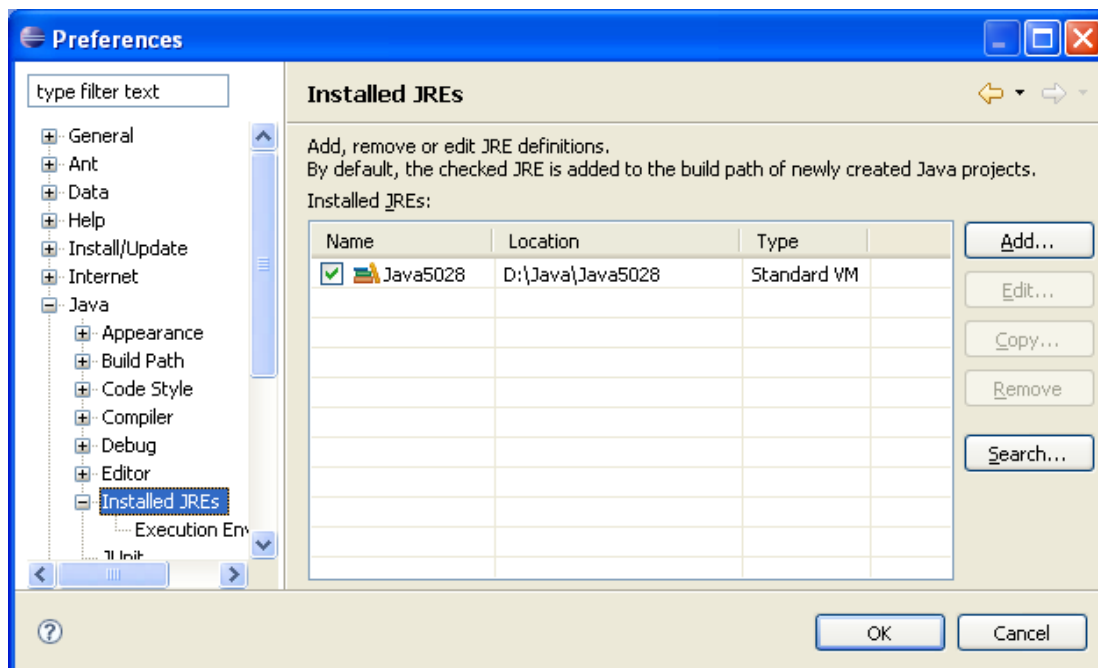 Preferences
type filter text
General
Ant
Data
Help
Install/Update
Internet
Java
Appearance
Build Path
Code Style
Compiler
Debug
Editor
Installed JREs
Execution Env
JUnit
Installed JREs
Add, remove or edit JRE definitions.
By default, the checked JRE is added to the build path of newly created Java projects.
Installed JREs:
Name Location Type
Java5028 D:\Java\Java5028 Standard VM
Add...
Edit...
Copy...
Remove
Search...
OK Cancel